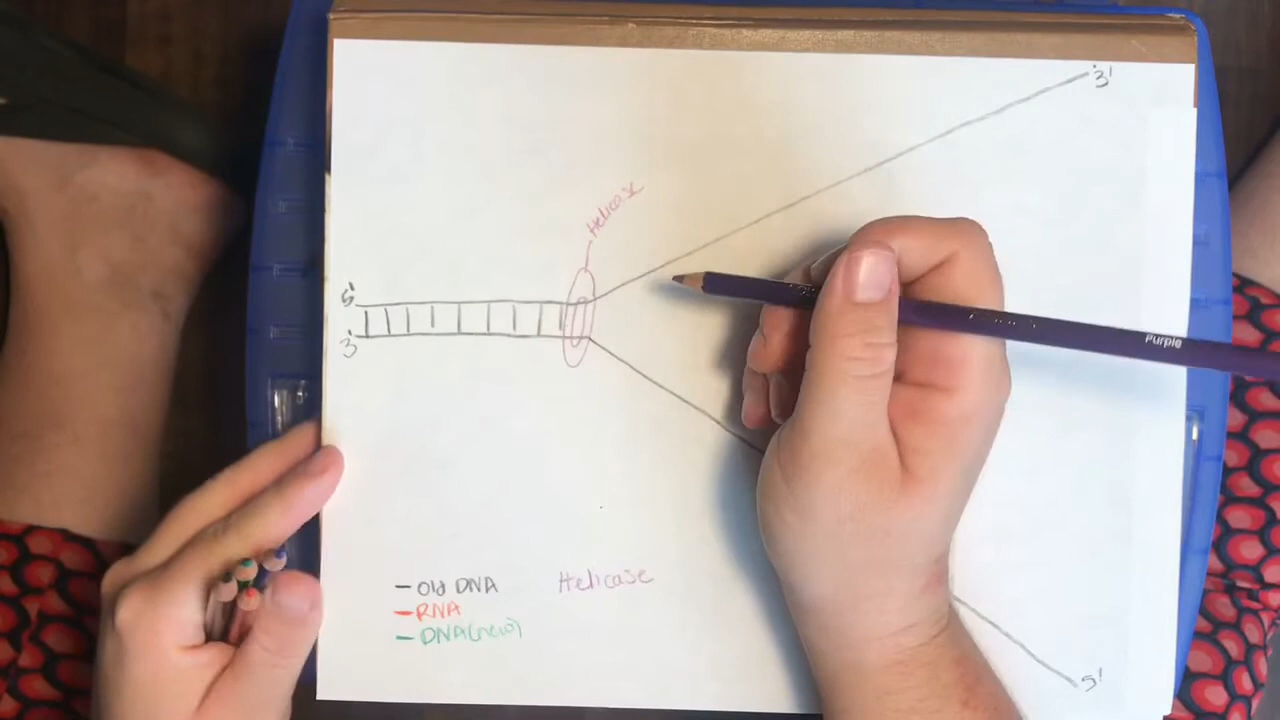 3'
Helicase
5'
3'
Purple
- Old DNA
Helicase
- RNA
- DNA(new)
5'